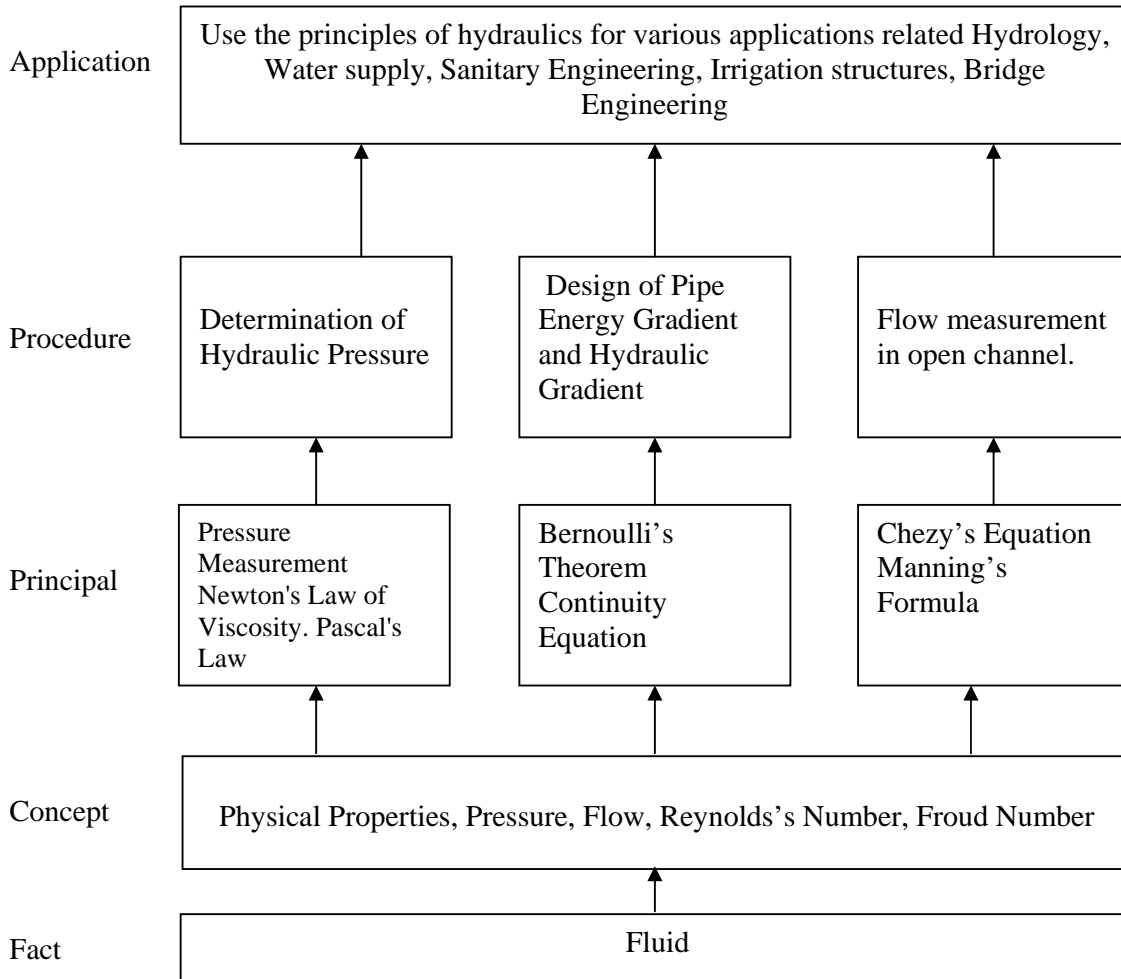 Application
Use the principles of hydraulics for various applications related Hydrology,
Water supply, Sanitary Engineering, Irrigation structures, Bridge
Engineering
Procedure
Determination of
Hydraulic Pressure
Design of Pipe
Energy Gradient
and Hydraulic
Gradient
Flow measurement
in open channel.
Principal
Pressure
Measurement
Newton's Law of
Viscosity. Pascal's
Law
Bernoulli’s
Theorem
Continuity
Equation
Chezy’s Equation
Manning’s
Formula
Concept
Physical Properties, Pressure, Flow, Reynolds’s Number, Froud Number
Fact
Fluid